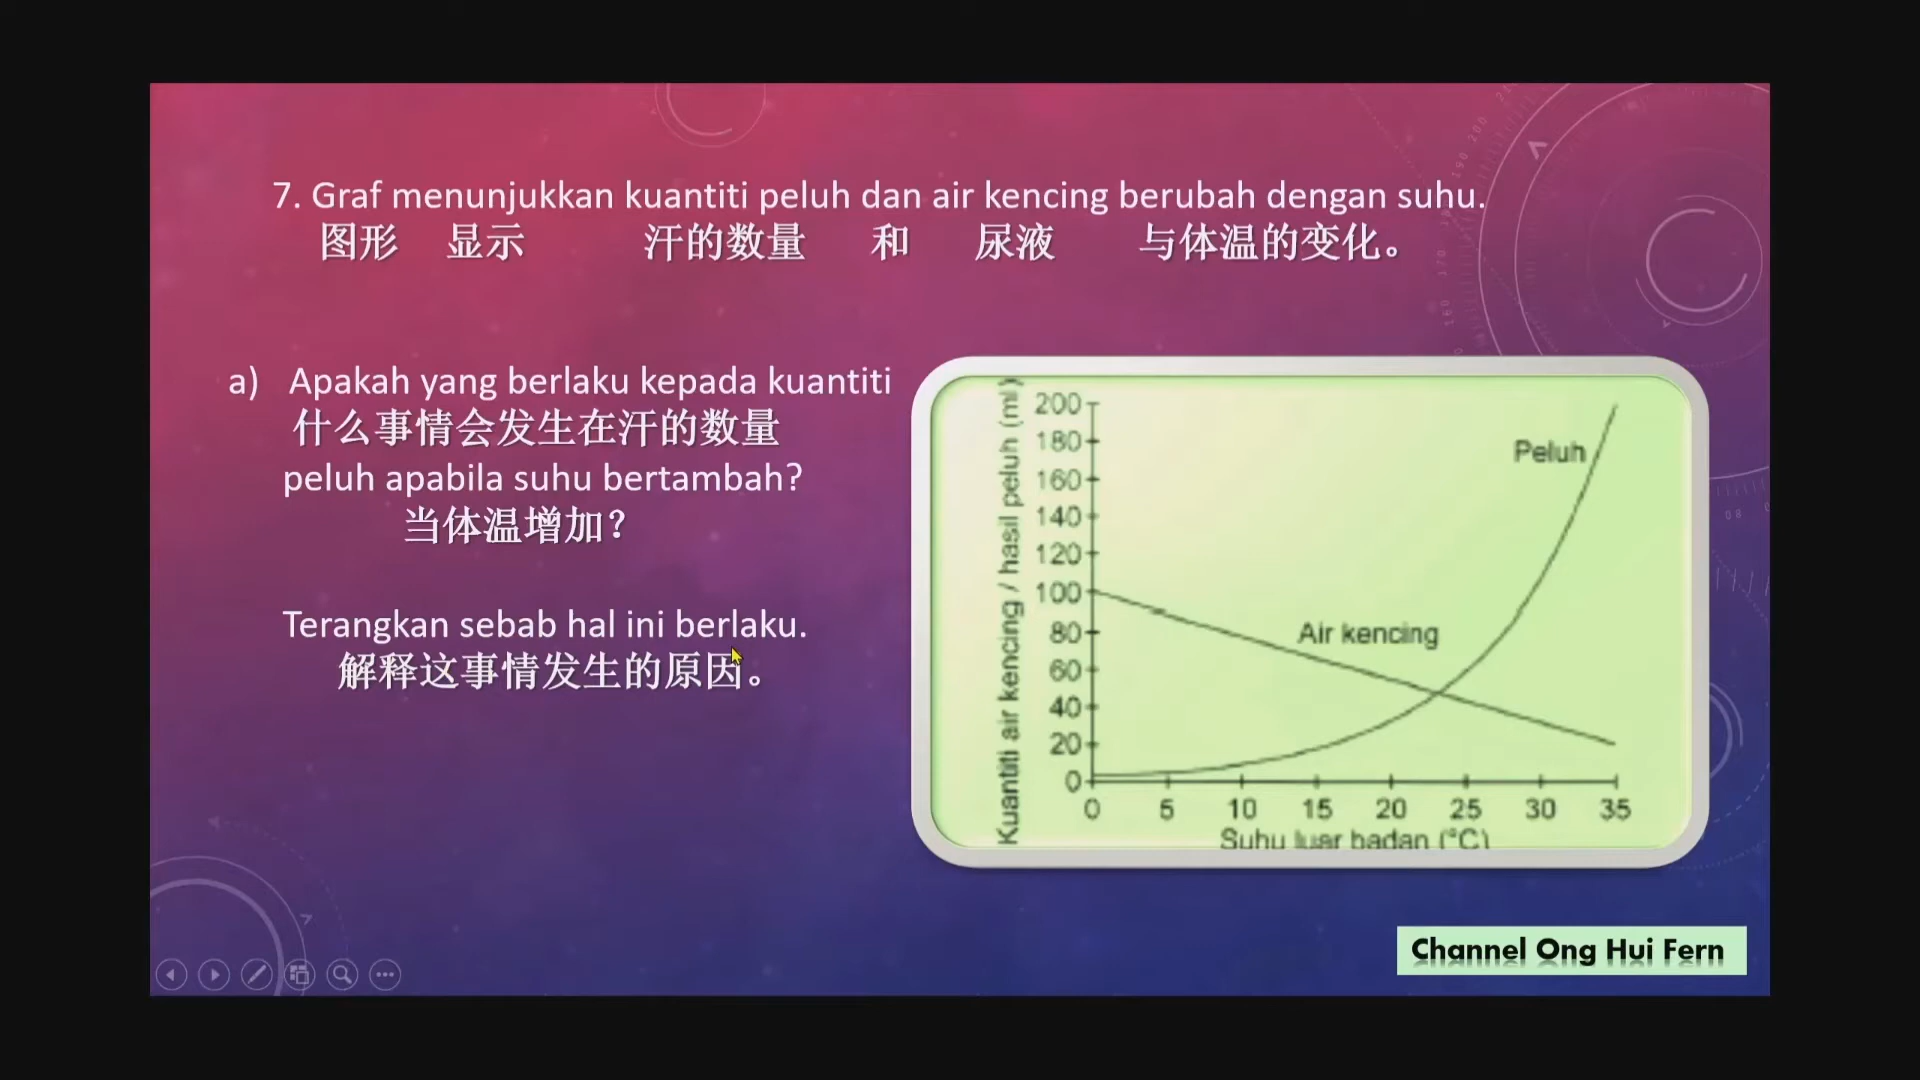 7. Graf menunjukkan kuantiti peluh dan air kencing berubah dengan suhu.
图形 显示 汗的数量 和 尿液 与体温的变化。
a) Apakah yang berlaku kepada kuantiti
什么事情会发生在汗的数量
peluh apabila suhu bertambah?
当体温增加?
Terangkan sebab hal ini berlaku.
解释这事情发生的原因。
Kuantiti air kencing / hasil peluh (ml)
200
180
160
140
120
100
80
60
40
20
0
Peluh
Air kencing
0 5 10 15 20 25 30 35
Suhu luar badan (°C)
Channel Ong Hui Fern